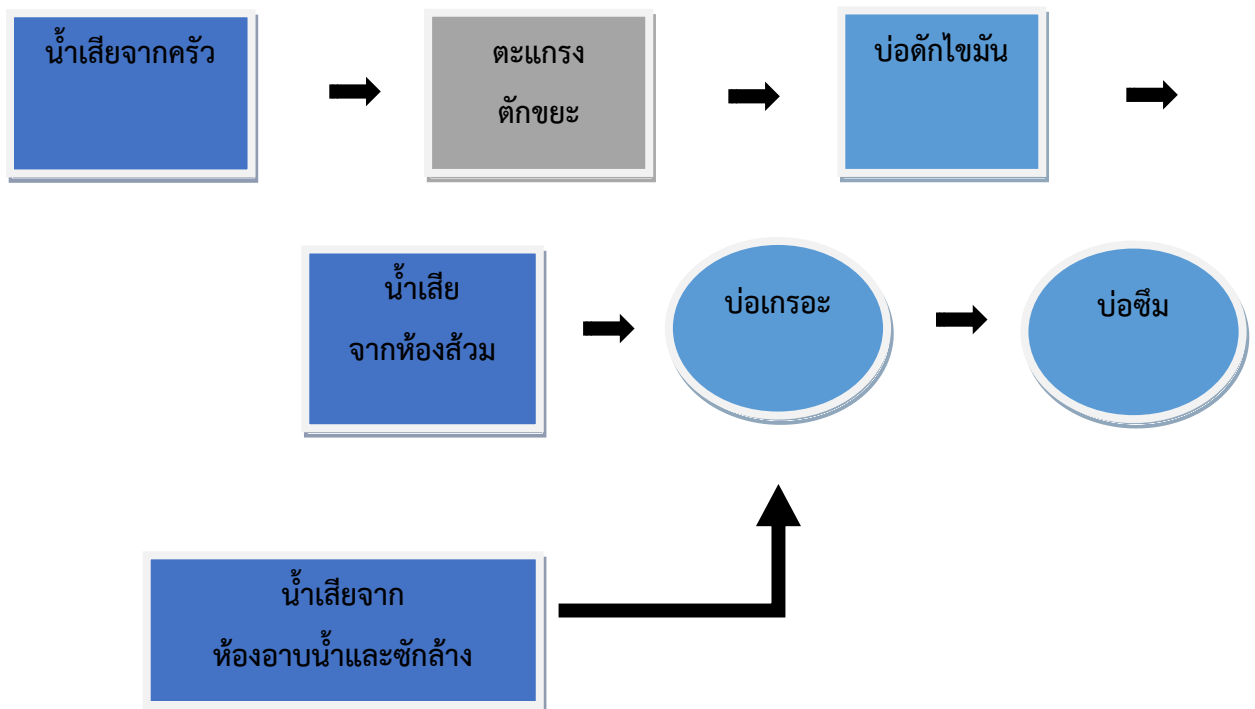 น้ำเสียจากครัว
ตะแกรง
ตักขยะ
บ่อดักไขมัน
น้ำเสีย
จากห้องส้วม
บ่อเกรอะ
บ่อซึม
น้ำเสียจาก
ห้องอาบน้ำและซักล้าง